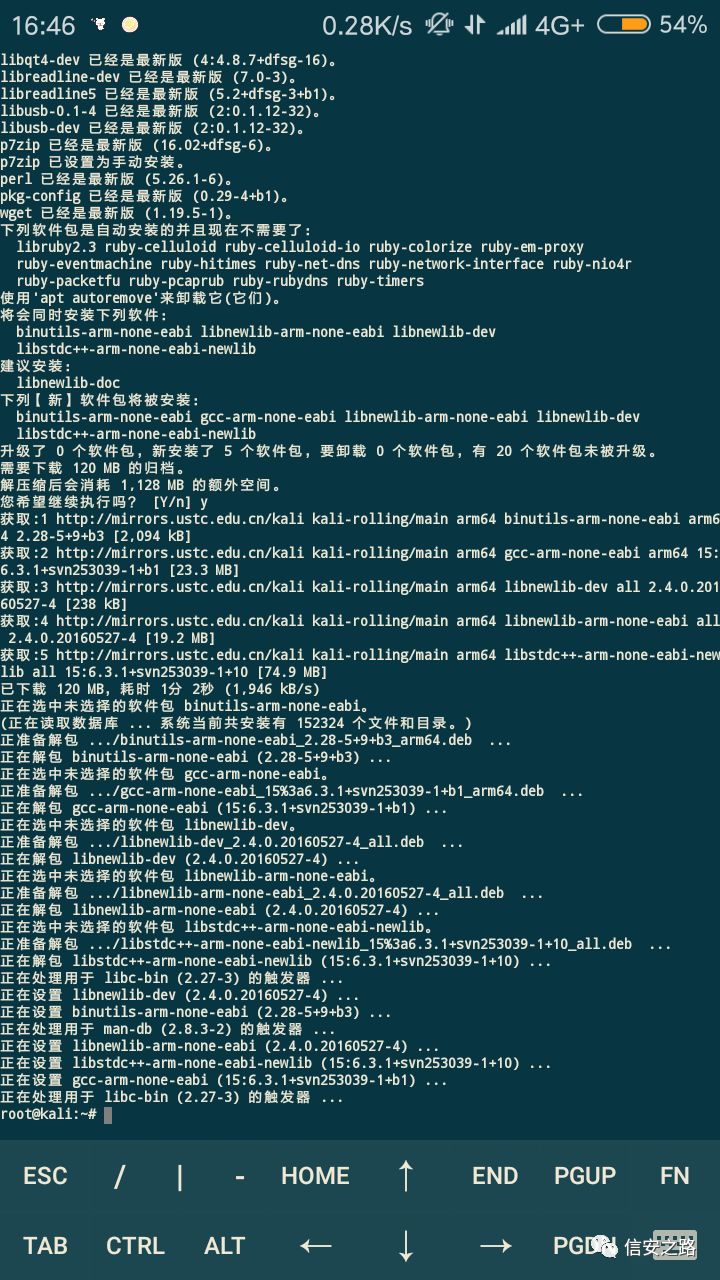 16:46 0.28K/s 4G+ 54%
libqt4-dev 已经是最新版 (4:4.8.7+dfsg-16)。
libreadline-dev 已经是最新版 (7.0-3)。
libreadline5 已经是最新版 (5.2+dfsg-3+b1)。
libusb-0.1-4 已经是最新版 (2:0.1.12-32)。
libusb-dev 已经是最新版 (2:0.1.12-32)。
p7zip 已经是最新版 (16.02+dfsg-6)。
p7zip 已设置为手动安装。
perl 已经是最新版 (5.26.1-6)。
pkg-config 已经是最新版 (0.29-4+b1)。
wget 已经是最新版 (1.19.5-1)。
下列软件包是自动安装的并且现在不需要了:
  libruby2.3 ruby-celluloid ruby-celluloid-io ruby-colorize ruby-em-proxy
  ruby-eventmachine ruby-hitimes ruby-net-dns ruby-network-interface ruby-nio4r
  ruby-packetfu ruby-pcaprub ruby-rubydns ruby-timers
使用'apt autoremove'来卸载它(它们)。
将会同时安装下列软件:
  binutils-arm-none-eabi libnewlib-arm-none-eabi libnewlib-dev
  libstdc++-arm-none-eabi-newlib
建议安装:
  libnewlib-doc
下列【新】软件包将被安装:
  binutils-arm-none-eabi gcc-arm-none-eabi libnewlib-arm-none-eabi libnewlib-dev
  libstdc++-arm-none-eabi-newlib
升级了 0 个软件包，新安装了 5 个软件包，要卸载 0 个软件包，有 20 个软件包未被升级。
需要下载 120 MB 的归档。
解压缩后会消耗 1,128 MB 的额外空间。
您希望继续执行吗？ [Y/n] y
获取:1 http://mirrors.ustc.edu.cn/kali kali-rolling/main arm64 binutils-arm-none-eabi arm6
4 2.28-5+9+b3 [2,094 kB]
获取:2 http://mirrors.ustc.edu.cn/kali kali-rolling/main arm64 gcc-arm-none-eabi arm64 15:
6.3.1+svn253039-1+b1 [23.3 MB]
获取:3 http://mirrors.ustc.edu.cn/kali kali-rolling/main arm64 libnewlib-dev all 2.4.0.201
60527-4 [238 kB]
获取:4 http://mirrors.ustc.edu.cn/kali kali-rolling/main arm64 libnewlib-arm-none-eabi all
 2.4.0.20160527-4 [19.2 MB]
获取:5 http://mirrors.ustc.edu.cn/kali kali-rolling/main arm64 libstdc++-arm-none-eabi-new
lib all 15:6.3.1+svn253039-1+10 [74.9 MB]
已下载 120 MB，耗时 1分 2秒 (1,946 kB/s)
正在选中未选择的软件包 binutils-arm-none-eabi。
(正在读取数据库 ... 系统当前共安装有 152324 个文件和目录。)
正准备解包 .../binutils-arm-none-eabi_2.28-5+9+b3_arm64.deb  ...
正在解包 binutils-arm-none-eabi (2.28-5+9+b3) ...
正在选中未选择的软件包 gcc-arm-none-eabi。
正准备解包 .../gcc-arm-none-eabi_15%3a6.3.1+svn253039-1+b1_arm64.deb  ...
正在解包 gcc-arm-none-eabi (15:6.3.1+svn253039-1+b1) ...
正在选中未选择的软件包 libnewlib-dev。
正准备解包 .../libnewlib-dev_2.4.0.20160527-4_all.deb  ...
正在解包 libnewlib-dev (2.4.0.20160527-4) ...
正在选中未选择的软件包 libnewlib-arm-none-eabi。
正准备解包 .../libnewlib-arm-none-eabi_2.4.0.20160527-4_all.deb  ...
正在解包 libnewlib-arm-none-eabi (2.4.0.20160527-4) ...
正在选中未选择的软件包 libstdc++-arm-none-eabi-newlib。
正准备解包 .../libstdc++-arm-none-eabi-newlib_15%3a6.3.1+svn253039-1+10_all.deb  ...
正在解包 libstdc++-arm-none-eabi-newlib (15:6.3.1+svn253039-1+10) ...
正在处理用于 libc-bin (2.27-3) 的触发器 ...
正在设置 libnewlib-dev (2.4.0.20160527-4) ...
正在设置 binutils-arm-none-eabi (2.28-5+9+b3) ...
正在处理用于 man-db (2.8.3-2) 的触发器 ...
正在设置 libnewlib-arm-none-eabi (2.4.0.20160527-4) ...
正在设置 libstdc++-arm-none-eabi-newlib (15:6.3.1+svn253039-1+10) ...
正在设置 gcc-arm-none-eabi (15:6.3.1+svn253039-1+b1) ...
正在处理用于 libc-bin (2.27-3) 的触发器 ...
root@kali:~#
ESC / | - HOME ↑ END PGUP FN
TAB CTRL ALT ← ↓ → PGDN
信安之路